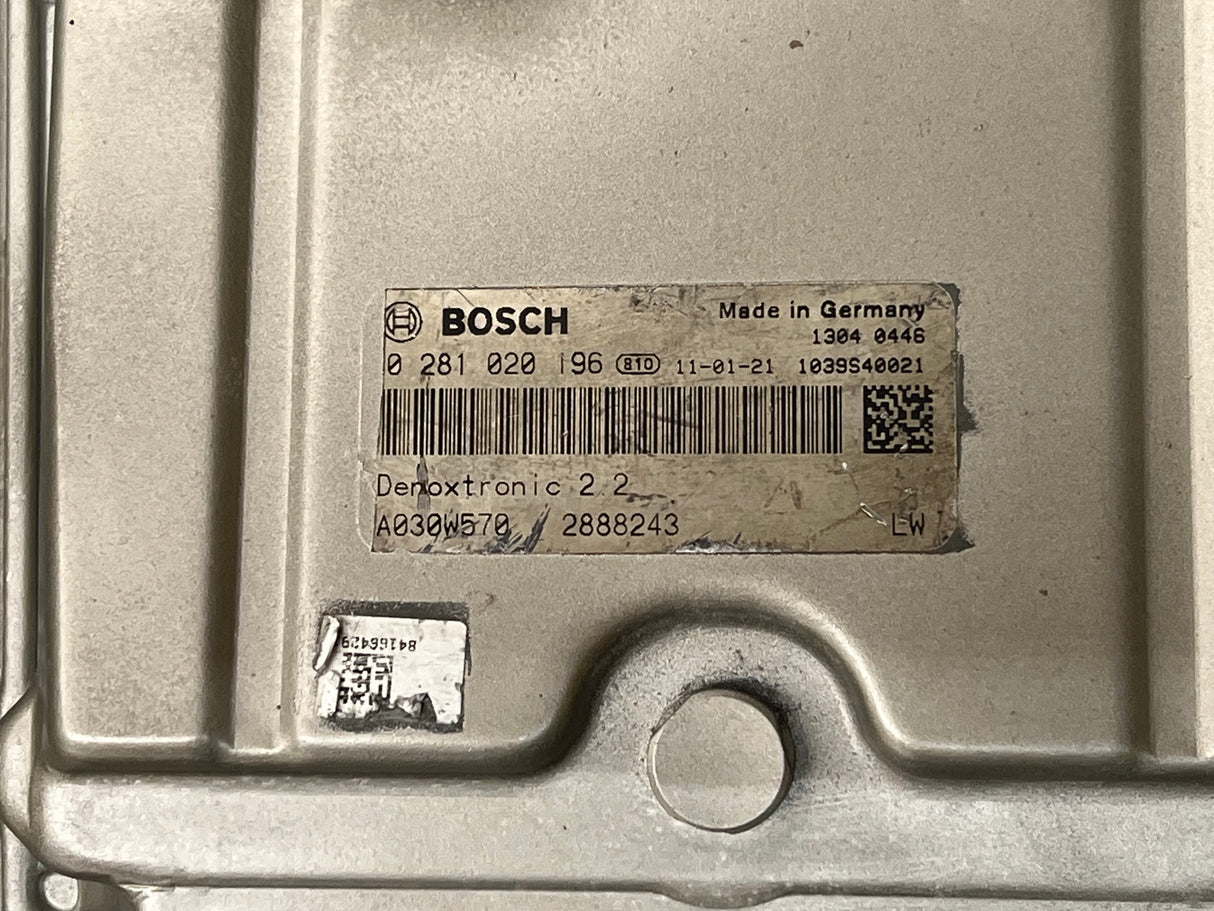 BOSCH
Made in Germany
1304 0446
0 281 020 196 810 11-01-21 1039S40021
Denoxtronic 2.2
A030W570 2888243 LW
84166429